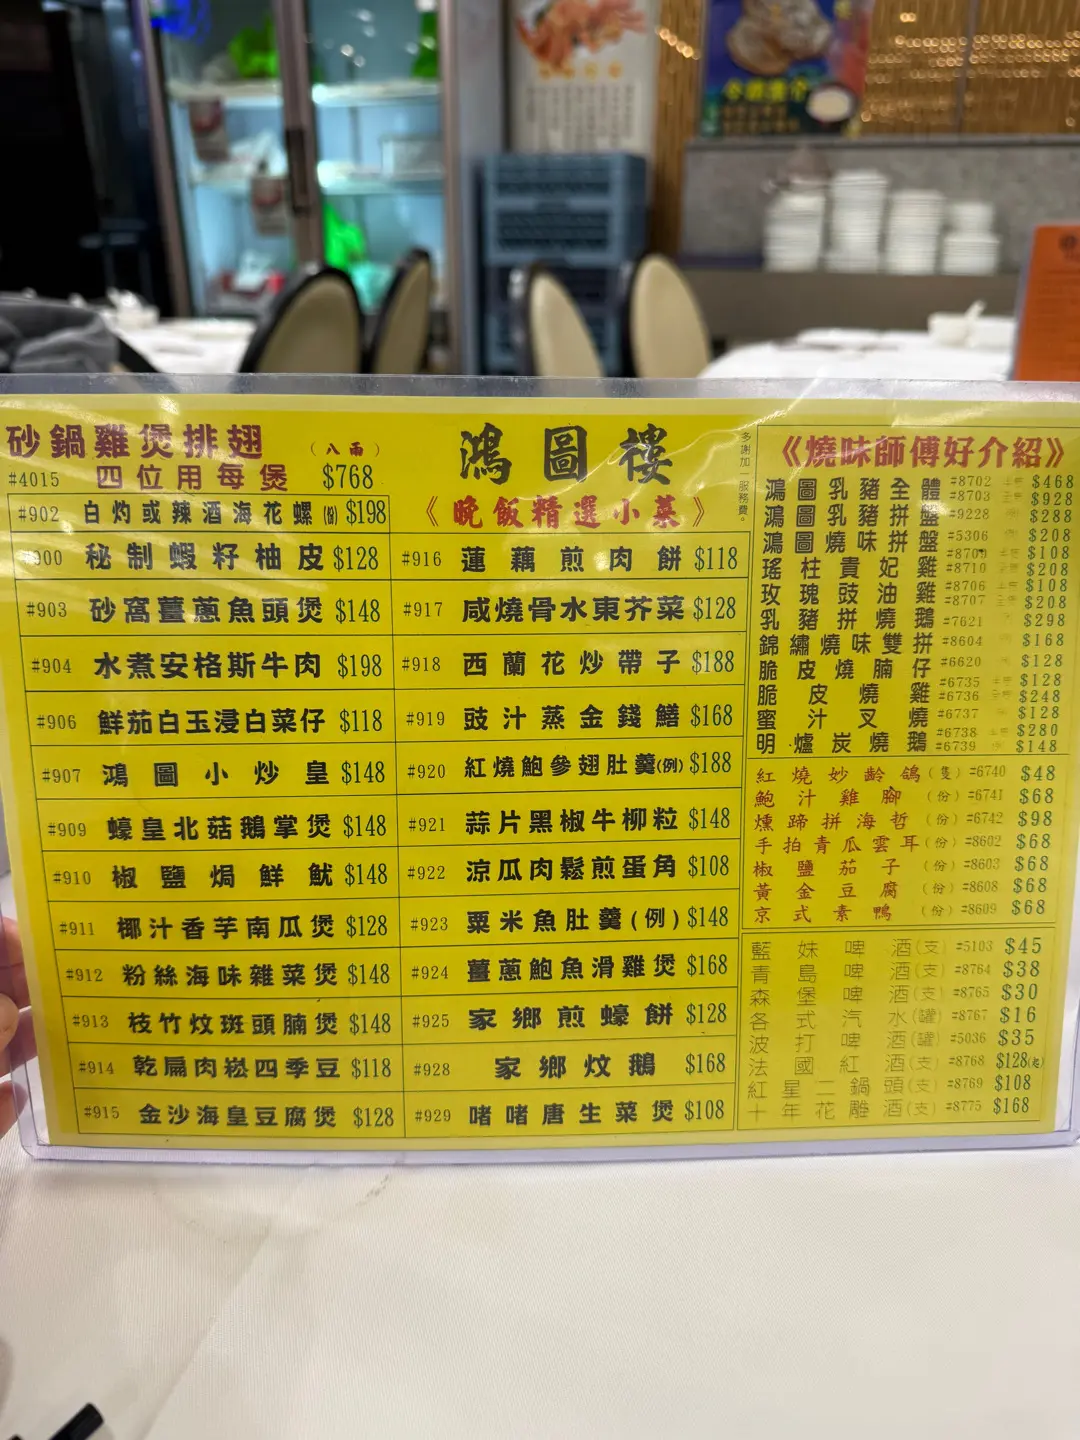 砂鍋雞煲排翅 (八兩)
#4015 四位用每煲 $768
#902 白灼或辣酒海花螺(例) $198
#900 秘制蝦籽柚皮 $128
#903 砂窩薑蔥魚頭煲 $148
#904 水煮安格斯牛肉 $198
#906 鮮茄白玉浸白菜仔 $118
#907 鴻圖小炒皇 $148
#909 蠔皇北菇鵝掌煲 $148
#910 椒鹽焗鮮魷 $148
#911 椰汁香芋南瓜煲 $128
#912 粉絲海味雜菜煲 $148
#913 枝竹炆斑頭腩煲 $148
#914 乾扁肉崧四季豆 $118
#915 金沙海皇豆腐煲 $128
鴻圖樓
《晚飯精選小菜》
多謝加一服務費。
#916 蓮藕煎肉餅 $118
#917 咸燒骨水東芥菜 $128
#918 西蘭花炒帶子 $188
#919 豉汁蒸金錢鱔 $168
#920 紅燒鮑參翅肚羹(例) $188
#921 蒜片黑椒牛柳粒 $148
#922 涼瓜肉鬆煎蛋角 $108
#923 粟米魚肚羹(例) $148
#924 薑蔥鮑魚滑雞煲 $168
#925 家鄉煎蠔餅 $128
#928 家鄉炆鵝 $168
#929 啫啫唐生菜煲 $108
《燒味師傅好介紹》
鴻圖乳豬全體 #8702 $468
#8703 $928
鴻圖乳豬拼盤 #9228 $288
鴻圖燒味拼盤 #5306 $208
瑤柱貴妃雞 #8709 $108
#8710 $208
玫瑰豉油雞 #8706 $108
#8707 $208
乳豬拼燒鵝 #7621 $298
錦繡燒味雙拼 #8604 $168
脆皮燒腩仔 #6620 $128
脆皮燒雞 #6735 $128
#6736 $248
蜜汁叉燒 #6737 $128
明爐炭燒鵝 #6738 $280
#6739 $148
紅燒妙齡鴿(隻) #6740 $48
鮑汁雞腳(份) #6741 $68
燻蹄拼海哲(份) #6742 $98
手拍青瓜雲耳(份) #8602 $68
椒鹽茄子(份) #8603 $68
黃金豆腐(份) #8608 $68
京式素鴨(份) #8609 $68
藍妹啤酒(支) #5103 $45
青島啤酒(支) #8764 $38
森堡啤酒(支) #8765 $30
各式汽水(罐) #8767 $16
波打啤酒(罐) #5036 $35
法國紅酒(支) #8768 $128(起)
紅星二鍋頭(支) #8769 $108
十年花雕酒(支) #8775 $168